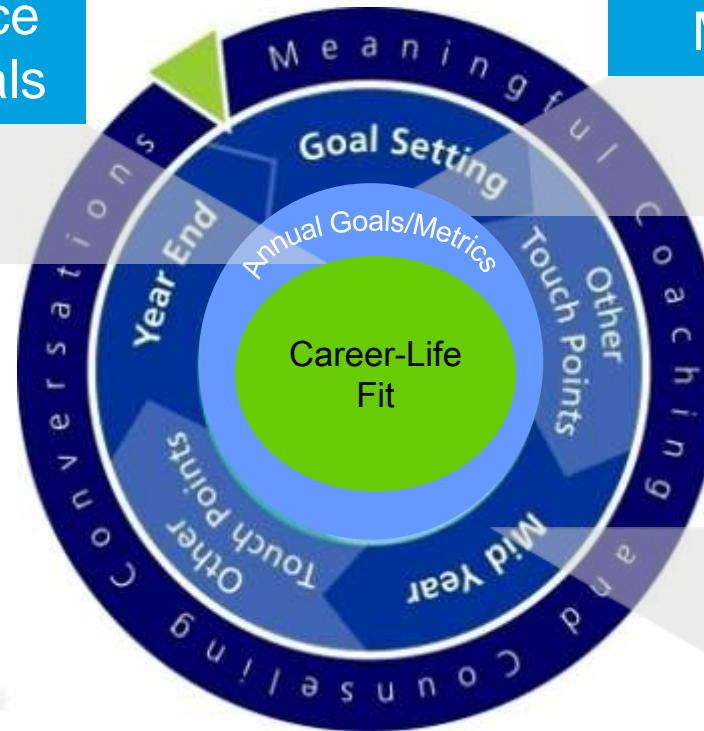 ce
als
M
Meaningful Coaching and Counseling Conversations
Goal Setting
Other
Touch Points
Mid Year
Other
Touch Points
Year End
Annual Goals/Metrics
Career-Life
Fit